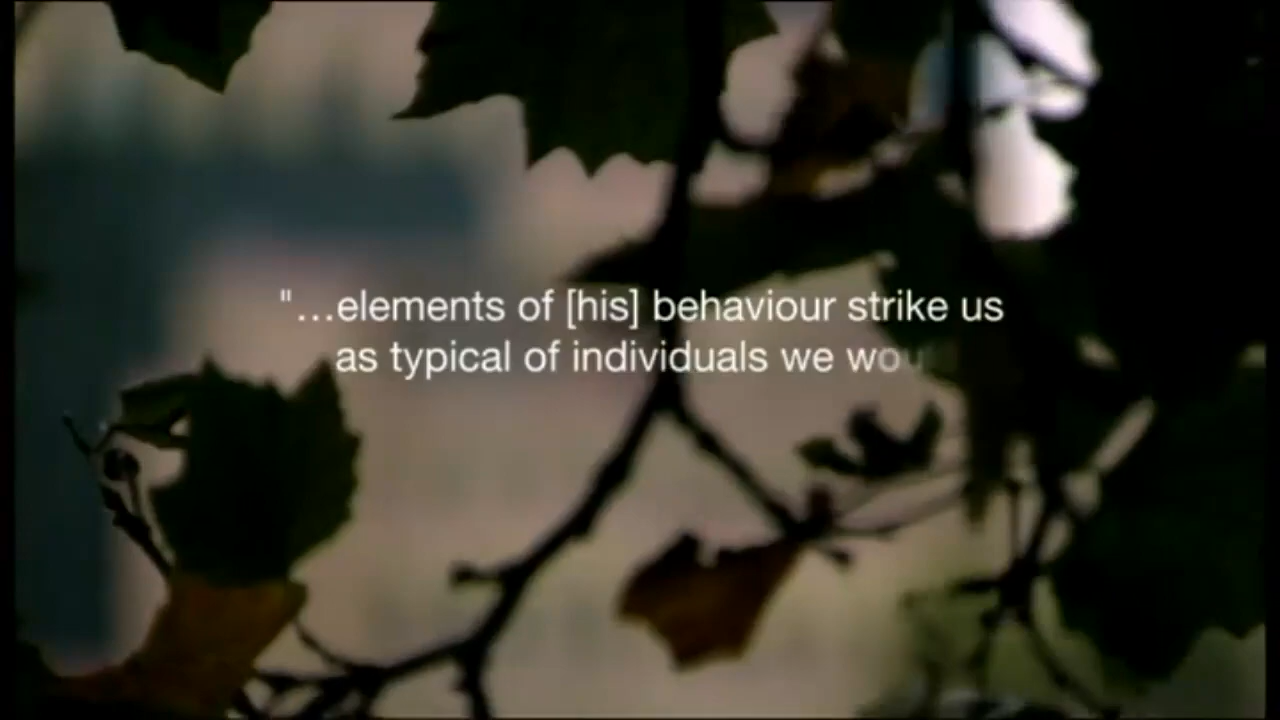 "...elements of [his] behaviour strike us
as typical of individuals we